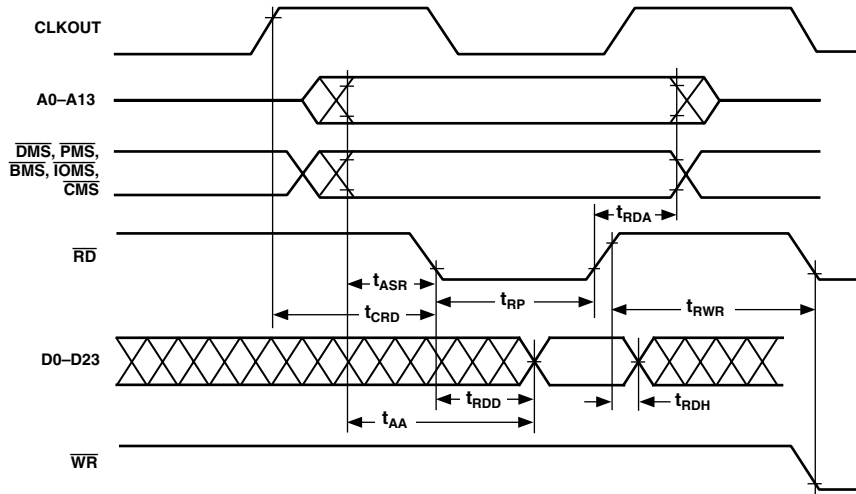 CLKOUT
A0–A13
DMS, PMS,
BMS, IOMS,
CMS
tRDA
RD
tASR
tRP
tCRD
tRWR
D0–D23
tRDD
tRDH
tAA
WR